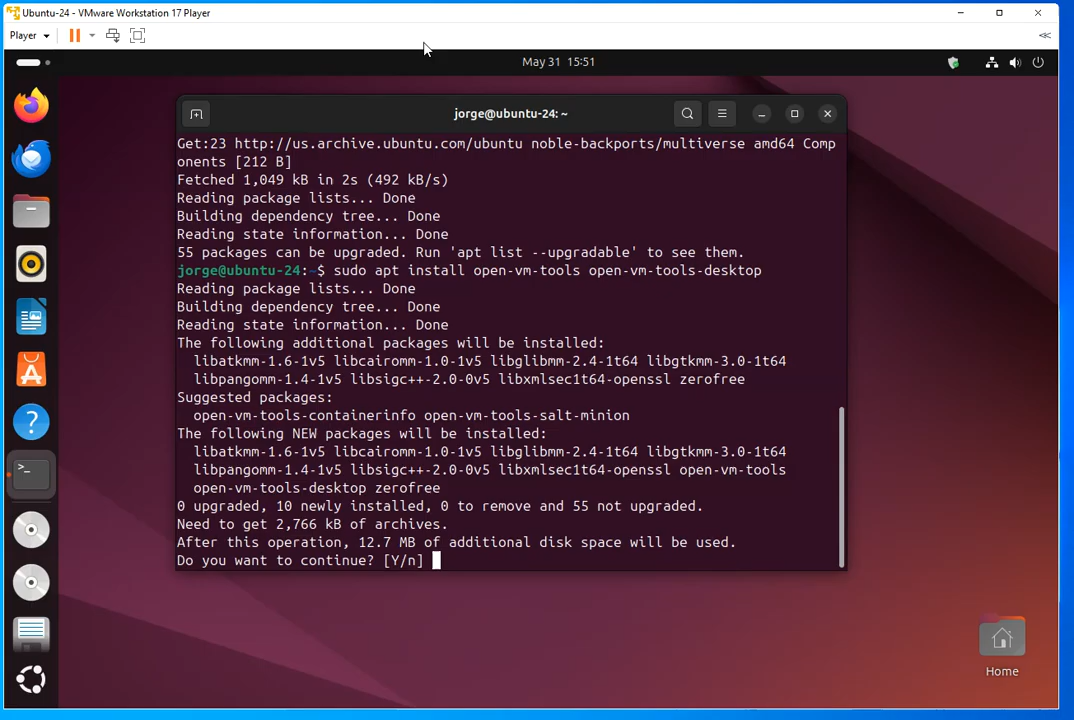 Ubuntu-24 - VMware Workstation 17 Player
Player
May 31 15:51
jorge@ubuntu-24: ~
Get:23 http://us.archive.ubuntu.com/ubuntu noble-backports/multiverse amd64 Comp
onents [212 B]
Fetched 1,049 kB in 2s (492 kB/s)
Reading package lists... Done
Building dependency tree... Done
Reading state information... Done
55 packages can be upgraded. Run 'apt list --upgradable' to see them.
jorge@ubuntu-24:~$ sudo apt install open-vm-tools open-vm-tools-desktop
Reading package lists... Done
Building dependency tree... Done
Reading state information... Done
The following additional packages will be installed:
libatkmm-1.6-1v5 libcairomm-1.0-1v5 libglibmm-2.4-1t64 libgtkmm-3.0-1t64
libpangomm-1.4-1v5 libsigc++-2.0-0v5 libxmlsec1t64-openssl zerofree
Suggested packages:
open-vm-tools-containerinfo open-vm-tools-salt-minion
The following NEW packages will be installed:
libatkmm-1.6-1v5 libcairomm-1.0-1v5 libglibmm-2.4-1t64 libgtkmm-3.0-1t64
libpangomm-1.4-1v5 libsigc++-2.0-0v5 libxmlsec1t64-openssl open-vm-tools
open-vm-tools-desktop zerofree
0 upgraded, 10 newly installed, 0 to remove and 55 not upgraded.
Need to get 2,766 kB of archives.
After this operation, 12.7 MB of additional disk space will be used.
Do you want to continue? [Y/n]
Home